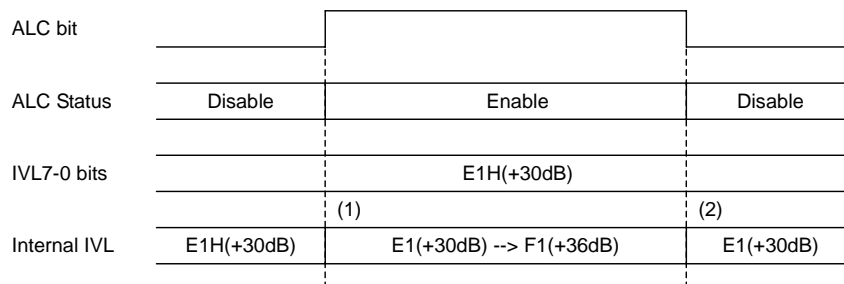 ALC bit
ALC Status Disable Enable Disable
IVL7-0 bits E1H(+30dB)
(1) (2)
Internal IVL E1H(+30dB) E1(+30dB) --> F1(+36dB) E1(+30dB)